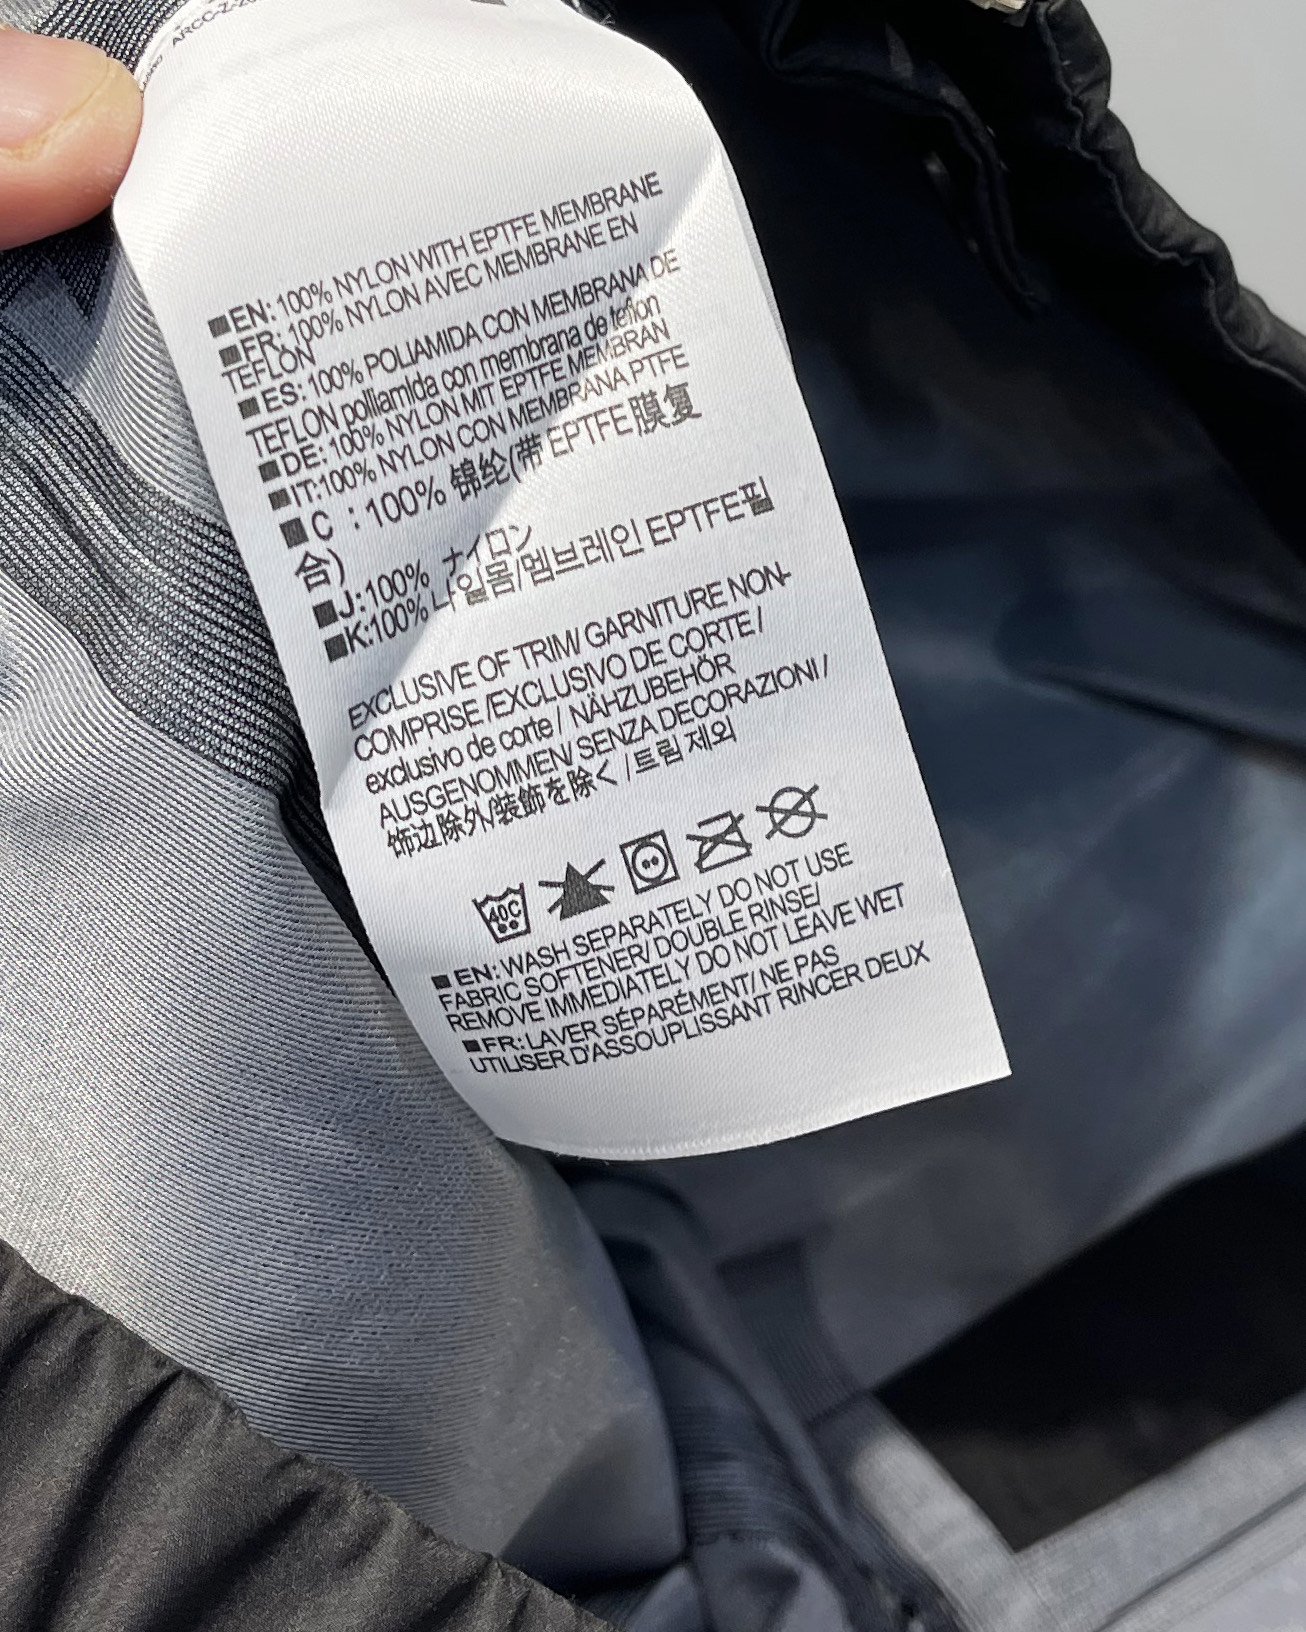 ARCC-Z-20
■EN: 100% NYLON WITH EPTFE MEMBRANE
■FR: 100% NYLON AVEC MEMBRANE EN
TEFLON
■ES: 100% POLIAMIDA CON MEMBRANA DE
TEFLON polliamida con membrana de teflon
■DE: 100% NYLON MIT EPTFE MEMBRAN
■IT:100% NYLON CON MEMBRANA PTFE
■C : 100% 锦纶(带 EPTFE膜复
合)
■J:100% ナイロン
■K:100% 나일몸/멤브레인 EPTFE필
EXCLUSIVE OF TRIM/ GARNITURE NON-
COMPRISE /EXCLUSIVO DE CORTE /
exclusivo de corte / NÄHZUBEHÖR
AUSGENOMMEN/ SENZA DECORAZIONI /
饰边除外/装飾を除く /트림 제외
40C
■EN: WASH SEPARATELY DO NOT USE
FABRIC SOFTENER/ DOUBLE RINSE/
REMOVE IMMEDIATELY DO NOT LEAVE WET
■FR: LAVER SÉPARÉMENT/ NE PAS
UTILISER D'ASSOUPLISSANT RINCER DEUX